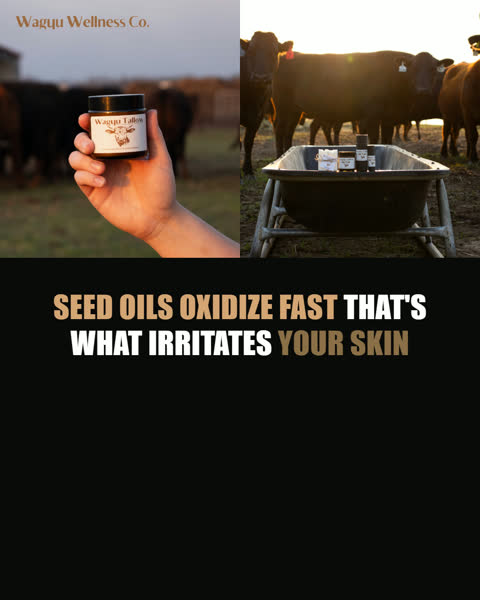 Wagyu Wellness Co.
Wagyu Tallow
SEED OILS OXIDIZE FAST THAT'S
WHAT IRRITATES YOUR SKIN